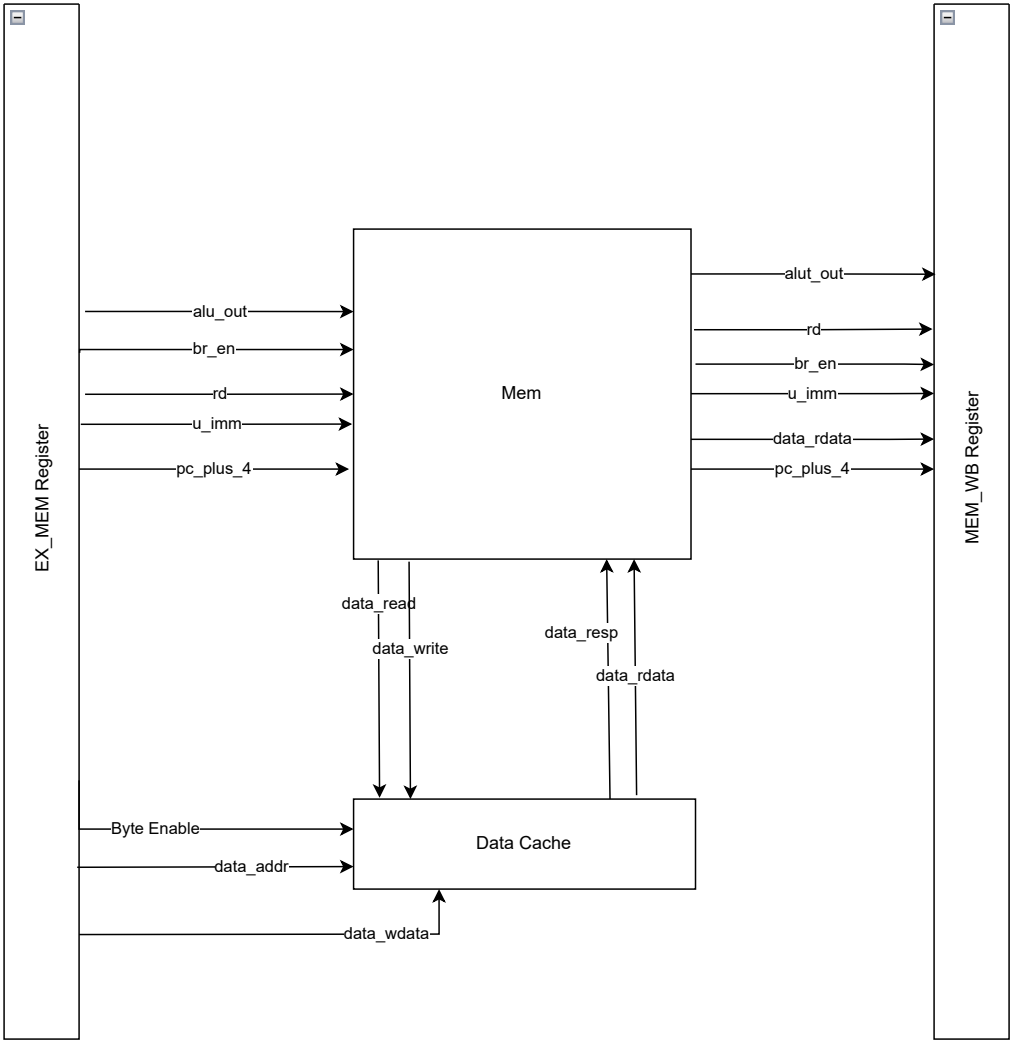 alut_out
alu_out
rd
br_en
br_en
rd
Mem
u_imm
u_imm
data_rdata
pc_plus_4
pc_plus_4
EX_MEM Register
MEM_WB Register
data_read
data_resp
data_write
data_rdata
Byte Enable
Data Cache
data_addr
data_wdata